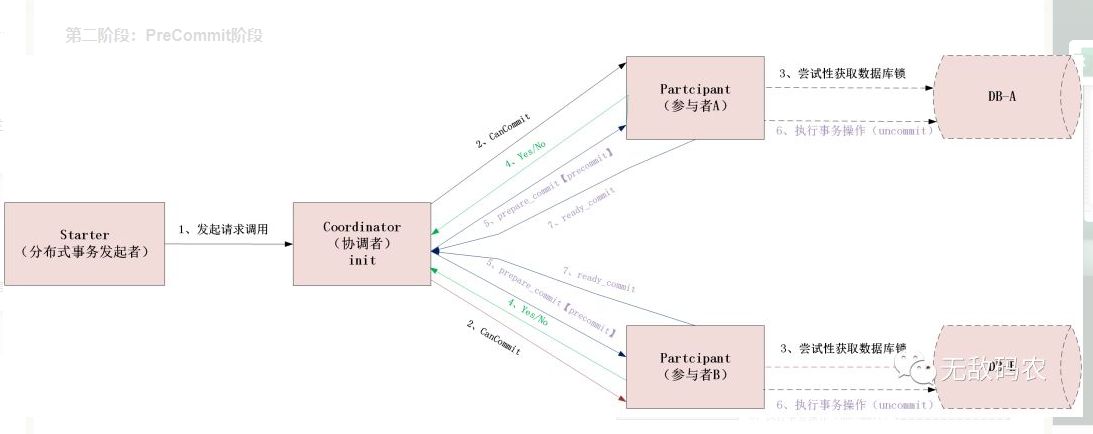 第二阶段：PreCommit阶段
Starter
（分布式事务发起者）
1、发起请求调用
Coordinator
（协调者）
init
2、CanCommit
4、Yes/No
5、prepare_commit【precommit】
7、ready_commit
Partcipant
（参与者A）
3、尝试性获取数据库锁
6、执行事务操作（uncommit）
DB-A
7、ready_commit
5、prepare_commit【precommit】
4、Yes/No
2、CanCommit
Partcipant
（参与者B）
3、尝试性获取数据库锁
6、执行事务操作（uncommit）
无敌码农